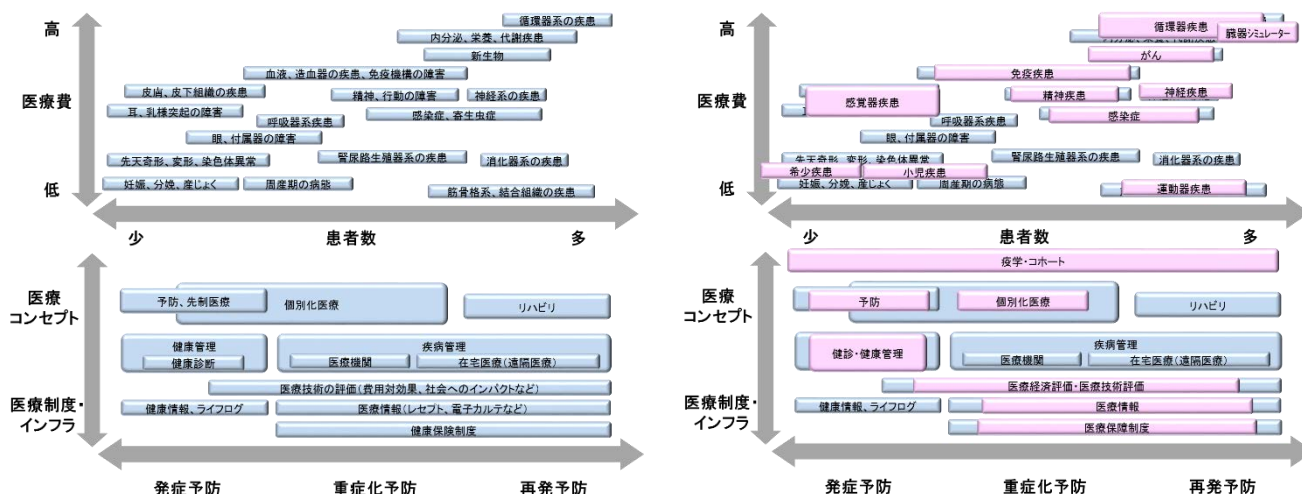 高
医療費
低
循環器系の疾患
内分泌、栄養、代謝疾患
新生物
血液、造血器の疾患、免疫機構の障害
皮膚、皮下組織の疾患
精神、行動の障害
神経系の疾患
耳、乳様突起の障害
呼吸器系疾患
感染症、寄生虫症
眼、付属器の障害
先天奇形、変形、染色体異常
腎尿路生殖器系の疾患
消化器系の疾患
妊娠、分娩、産じょく
周産期の病態
筋骨格系、結合組織の疾患
少
患者数
多
医療
コンセプト
医療制度・
インフラ
予防、先制医療
個別化医療
リハビリ
健康管理
健康診断
疾病管理
医療機関
在宅医療(遠隔医療)
医療技術の評価(費用対効果、社会へのインパクトなど)
健康情報、ライフログ
医療情報(レセプト、電子カルテなど)
健康保険制度
発症予防
重症化予防
再発予防
高
医療費
低
循環器疾患
臓器シミュレーター
がん
免疫疾患
感覚器疾患
精神疾患
神経疾患
呼吸器系疾患
感染症
眼、付属器の障害
先天奇形、変形、染色体異常
腎尿路生殖器系の疾患
消化器系の疾患
希少疾患
小児疾患
妊娠、分娩、産じょく
周産期の病態
運動器疾患
少
患者数
多
医療
コンセプト
医療制度・
インフラ
疫学・コホート
予防
個別化医療
リハビリ
健診・健康管理
疾病管理
医療機関
在宅医療(遠隔医療)
医療経済評価・医療技術評価
健康情報、ライフログ
医療情報
医療保障制度
発症予防
重症化予防
再発予防